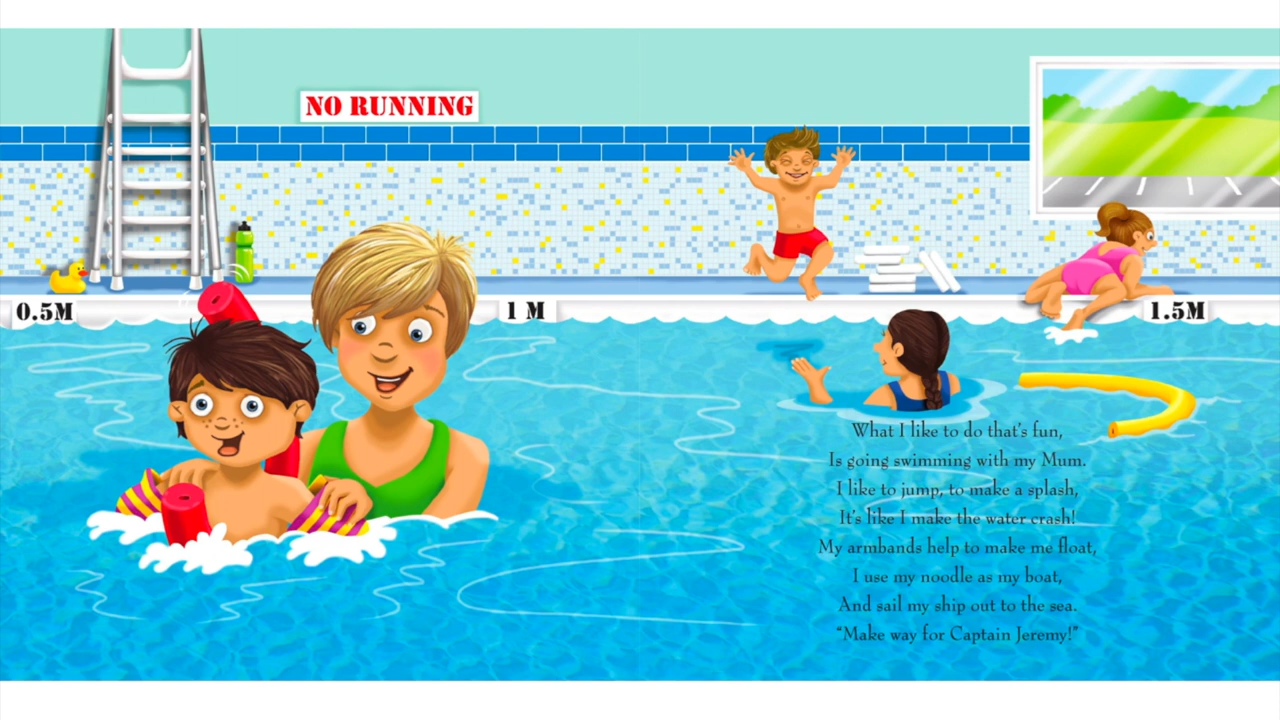 NO RUNNING
0.5M
1 M
1.5M
What I like to do that's fun,
Is going swimming with my Mum.
I like to jump, to make a splash,
It's like I make the water crash!
My armbands help to make me float,
I use my noodle as my boat,
And sail my ship out to the sea.
“Make way for Captain Jeremy!”